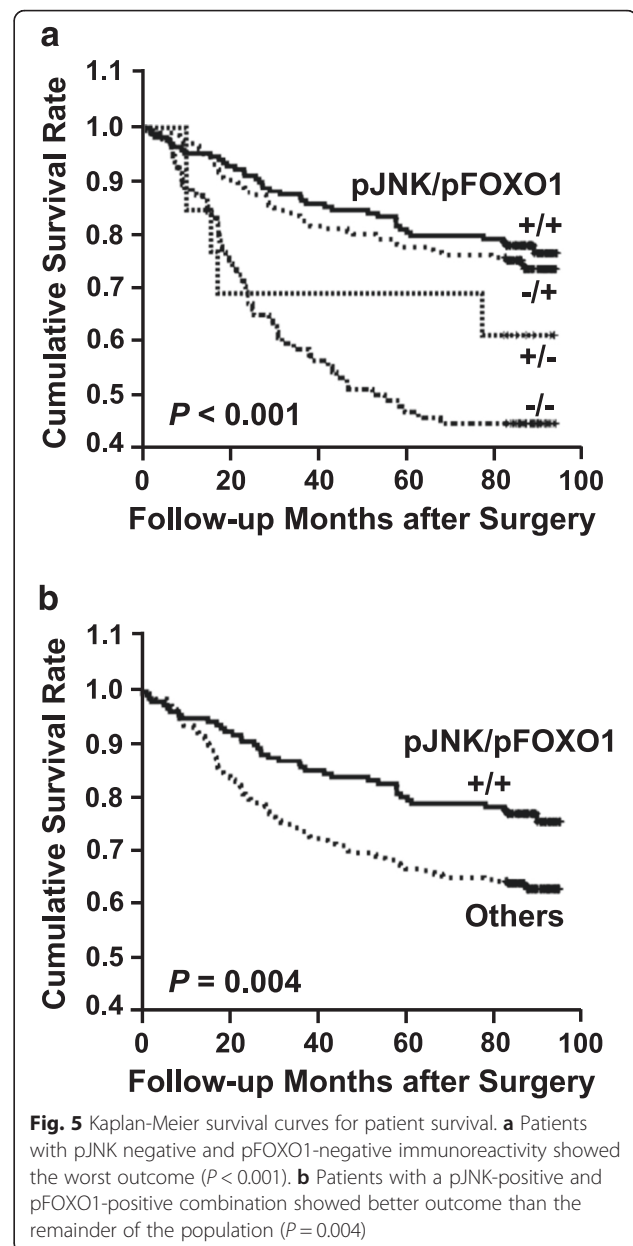 a
1.1
1.0
0.9
0.8
0.7
0.6
0.5
0.4
Cumulative Survival Rate
pJNK/pFOXO1
+/+
-/+
+/-
-/-
P < 0.001
0 20 40 60 80 100
Follow-up Months after Surgery
b
1.1
1.0
0.9
0.8
0.7
0.6
0.5
0.4
Cumulative Survival Rate
pJNK/pFOXO1
+/+
Others
P = 0.004
0 20 40 60 80 100
Follow-up Months after Surgery
Fig. 5 Kaplan-Meier survival curves for patient survival. a Patients
with pJNK negative and pFOXO1-negative immunoreactivity showed
the worst outcome (P < 0.001). b Patients with a pJNK-positive and
pFOXO1-positive combination showed better outcome than the
remainder of the population (P = 0.004)